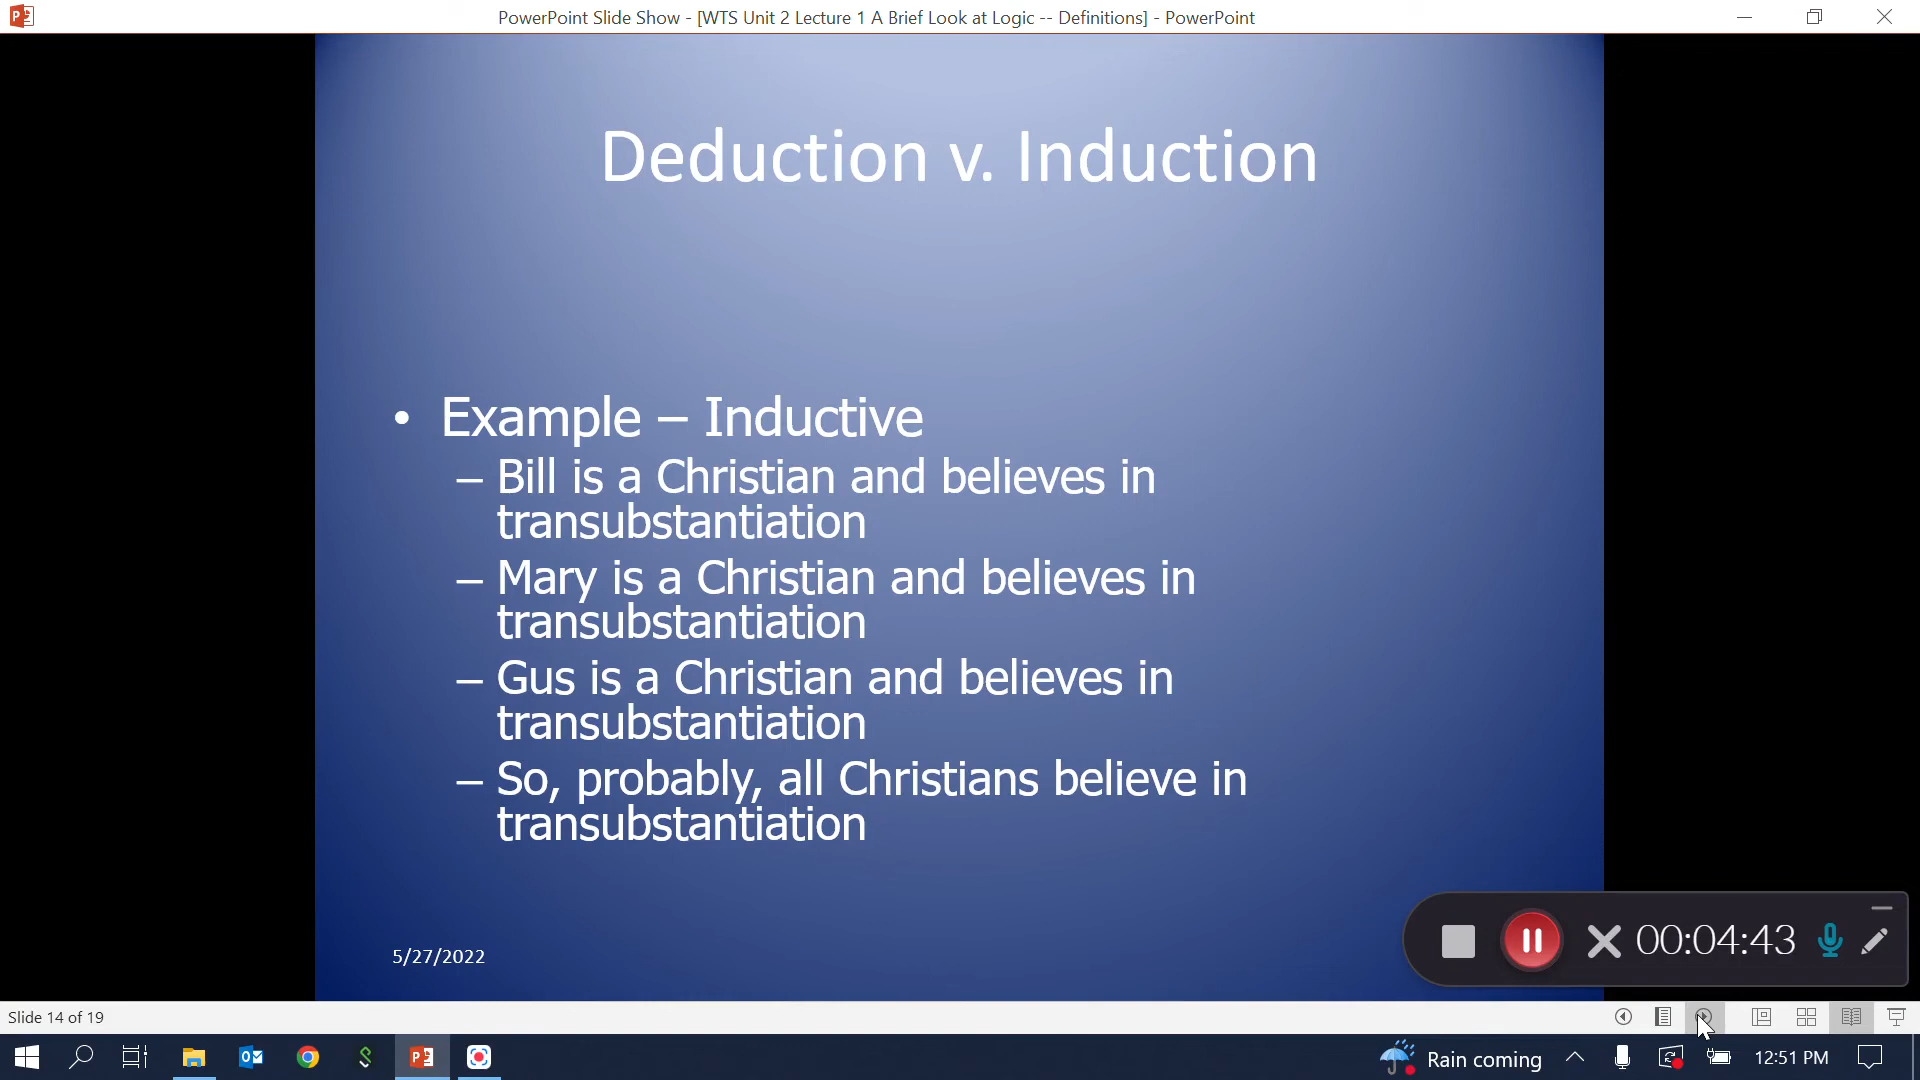 PowerPoint Slide Show - [WTS Unit 2 Lecture 1 A Brief Look at Logic -- Definitions] - PowerPoint
Deduction v. Induction
• Example – Inductive
– Bill is a Christian and believes in
transubstantiation
– Mary is a Christian and believes in
transubstantiation
– Gus is a Christian and believes in
transubstantiation
– So, probably, all Christians believe in
transubstantiation
5/27/2022
00:04:43
Slide 14 of 19
Rain coming
12:51 PM